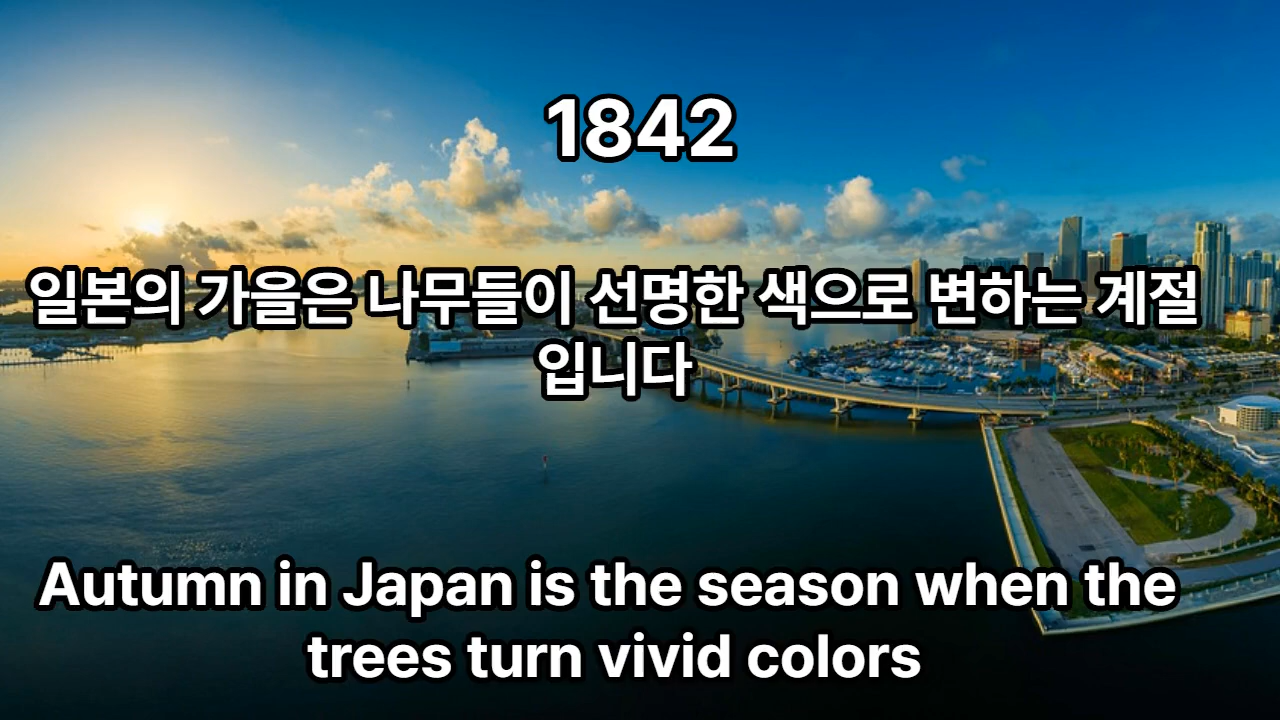 1842
일본의 가을은 나무들이 선명한 색으로 변하는 계절
입니다
Autumn in Japan is the season when the
trees turn vivid colors